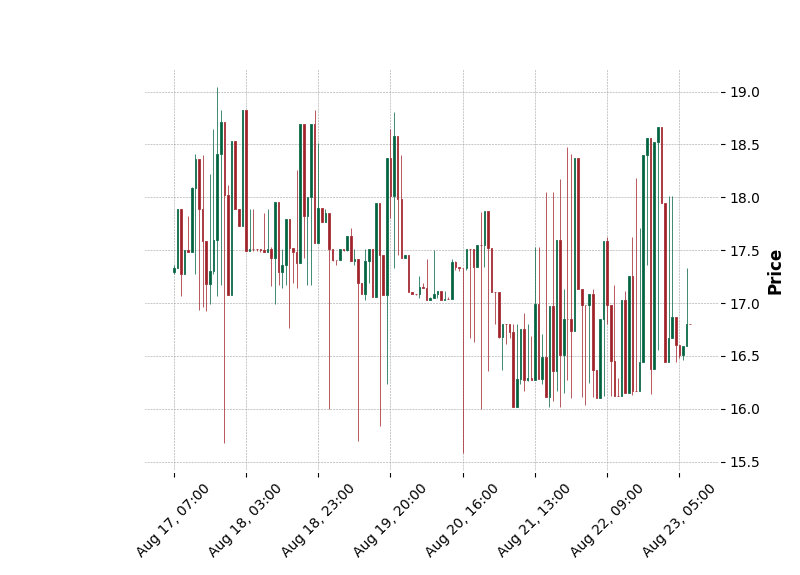 19.0
18.5
18.0
17.5
17.0
16.5
16.0
15.5
Price
Aug 17, 07:00
Aug 18, 03:00
Aug 18, 23:00
Aug 19, 20:00
Aug 20, 16:00
Aug 21, 13:00
Aug 22, 09:00
Aug 23, 05:00